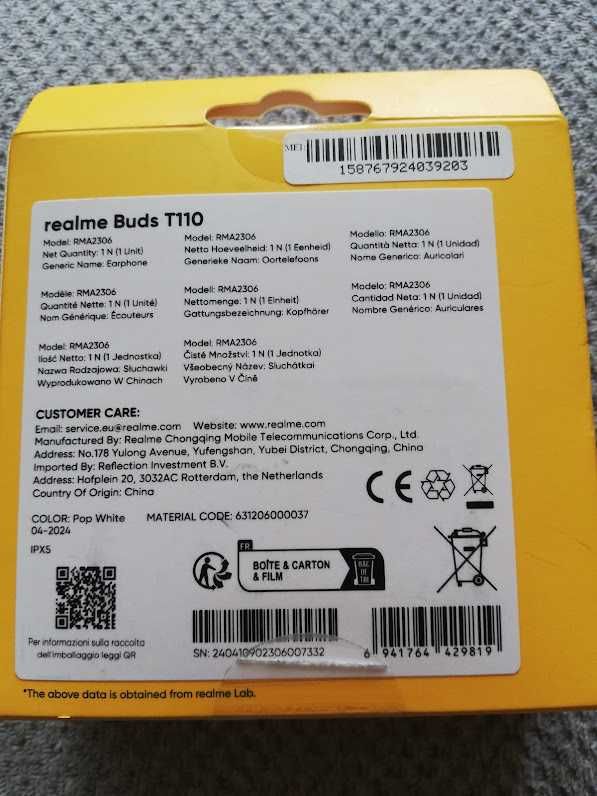 MEI:
158767924039203
realme Buds T110
Model: RMA2306
Net Quantity: 1 N (1 Unit)
Generic Name: Earphone
Model: RMA2306
Netto Hoeveelheid: 1 N (1 Eenheid)
Generieke Naam: Oortelefoons
Modello: RMA2306
Quantità Netta: 1 N (1 Unidad)
Nome Generico: Auricolari
Modèle: RMA2306
Quantité Nette : 1 N (1 Unité)
Nom Générique: Écouteurs
Modell: RMA2306
Nettomenge: 1 N (1 Einheit)
Gattungsbezeichnung: Kopfhörer
Modelo: RMA2306
Cantidad Neta: 1 N (1 Unidad)
Nombre Genérico: Auriculares
Model: RMA2306
Ilość Netto: 1 N (1 Jednostka)
Nazwa Rodzajowa: Słuchawki
Wyprodukowano W Chinach
Model: RMA2306
Čisté Množství: 1 N (1 Jednotka)
Všeobecný Název: Sluchátkai
Vyrobeno V Číně
CUSTOMER CARE:
Email: service.eu@realme.com Website: www.realme.com
Manufactured By: Realme Chongqing Mobile Telecommunications Corp., Ltd.
Address: No.178 Yulong Avenue, Yufengshan, Yubei District, Chongqing, China
Imported By: Reflection Investment B.V.
Address: Hofplein 20, 3032AC Rotterdam, the Netherlands
Country Of Origin: China
CE
COLOR: Pop White MATERIAL CODE: 631206000037
04-2024
IPX5
FR
BOÎTE & CARTON
& FILM
BAC
DE
TRI
Per informazioni sulla raccolta
dell'imballaggio leggi QR
SN: 240410902306007332
6 941764 429819
*The above data is obtained from realme Lab.